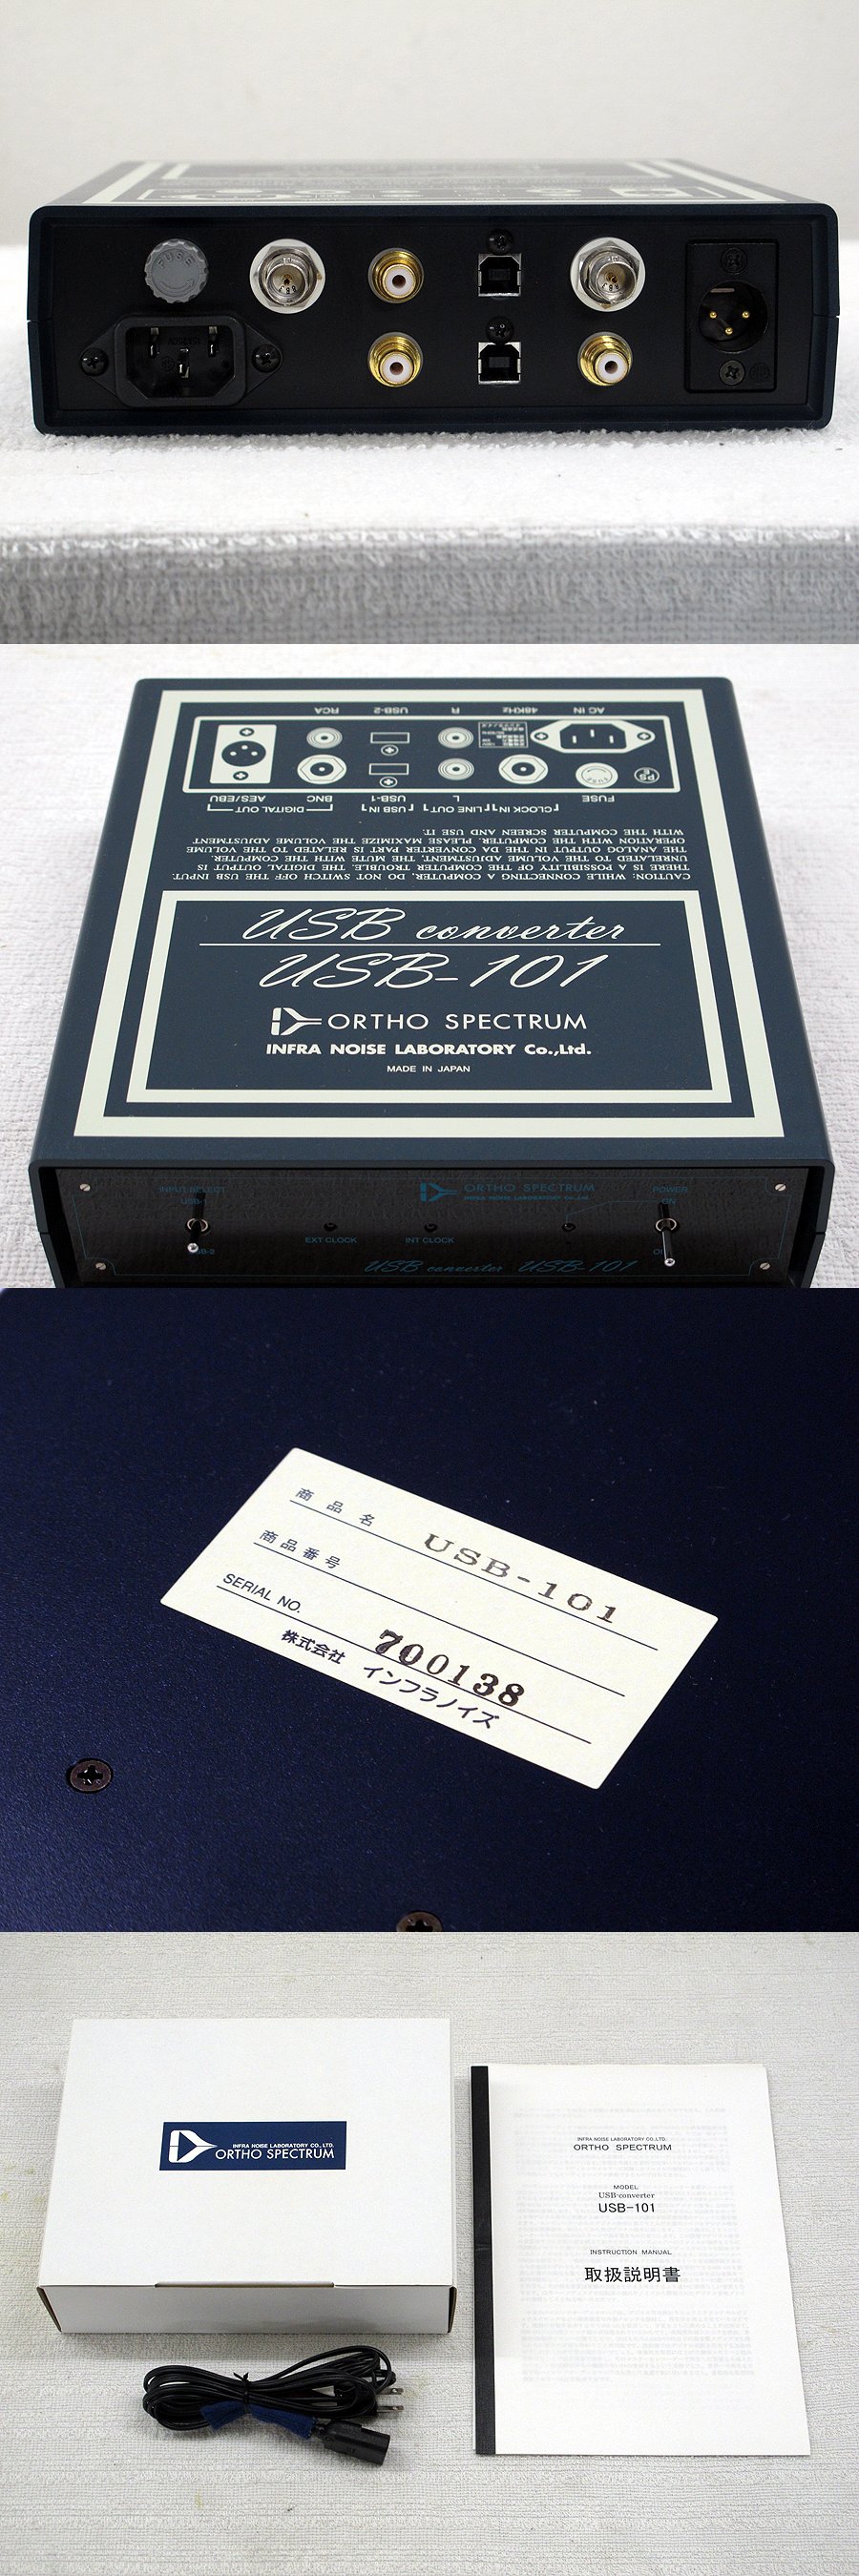 FUSE
RCA
USB-2
R
48KHz
AC IN
AES/EBU
BNC
DIGITAL OUT
USB-1
USB IN
L
LINE OUT
CLOCK IN
FUSE
CAUTION: WHILE CONNECTING A COMPUTER, DO NOT SWITCH OFF THE USB INPUT.
THERE IS A POSSIBILITY OF THE COMPUTER TROUBLE. THE DIGITAL OUTPUT IS
UNRELATED TO THE VOLUME ADJUSTMENT, THE MUTE WITH THE COMPUTER.
THE ANALOG OUTPUT IN THE DA CONVERTER PART IS RELATED TO THE VOLUME
OPERATION WITH THE COMPUTER. PLEASE MAXIMIZE THE VOLUME ADJUSTMENT
WITH THE COMPUTER AND SCREEN USE IT.
USB converter
USB-101
ORTHO SPECTRUM
INFRA NOISE LABORATORY Co.,Ltd.
MADE IN JAPAN
INPUT SELECT
USB-1
USB-2
EXT CLOCK
INT CLOCK
ORTHO SPECTRUM
INFRA NOISE LABORATORY Co.,Ltd.
POWER
ON
USB converter USB-101
商品名 USB-101
商品番号
SERIAL NO. 700138
株式会社 インフラノイズ
INFRA NOISE LABORATORY CO., LTD.
ORTHO SPECTRUM
INFRA NOISE LABORATORY CO.,LTD.
ORTHO SPECTRUM
MODEL
USB-converter
USB-101
INSTRUCTION MANUAL
取扱説明書